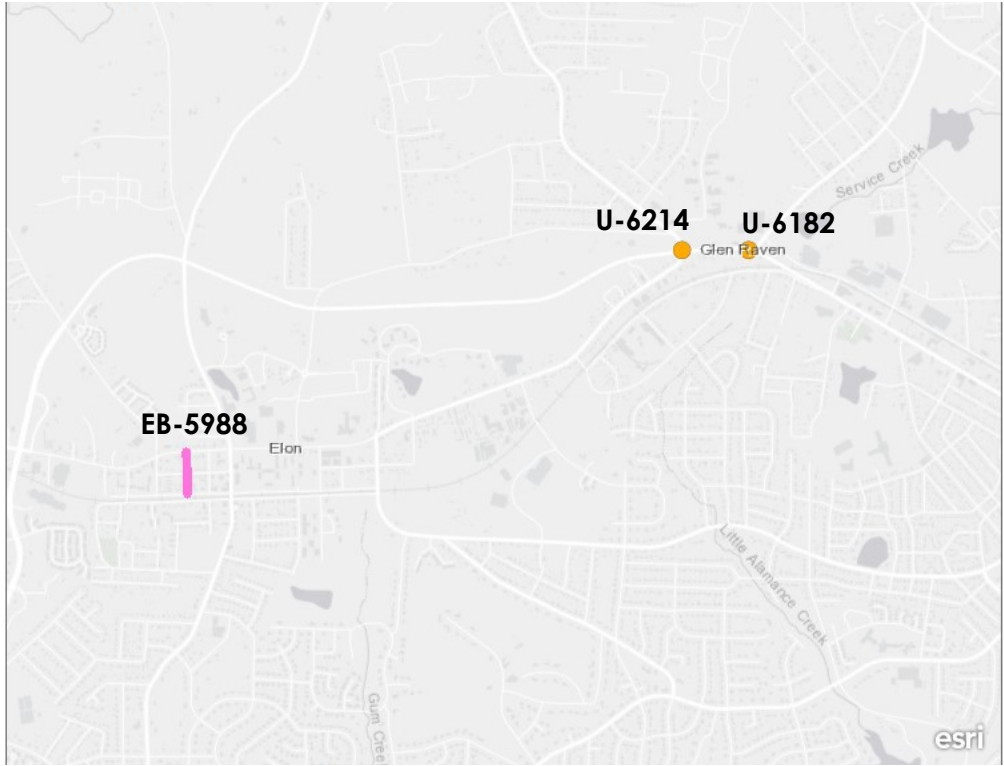 Service Creek
U-6214
U-6182
Glen Raven
EB-5988
Elon
Little Alamance Creek
Gum Creek
esri